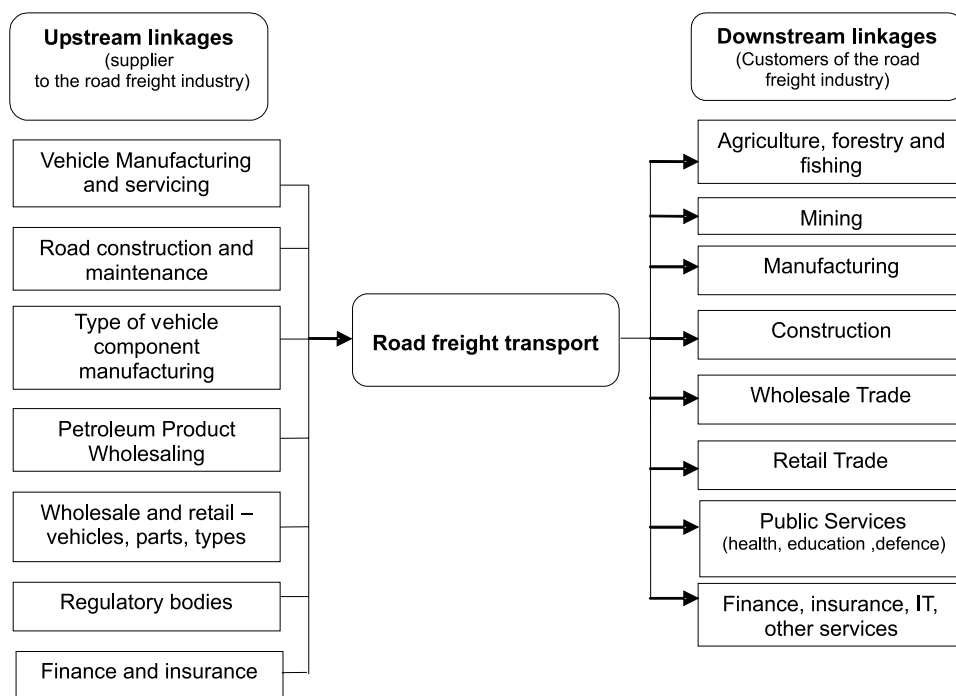 Upstream linkages
(supplier
to the road freight industry)
Vehicle Manufacturing
and servicing
Road construction and
maintenance
Type of vehicle
component
manufacturing
Petroleum Product
Wholesaling
Wholesale and retail –
vehicles, parts, types
Regulatory bodies
Finance and insurance
Road freight transport
Downstream linkages
(Customers of the road
freight industry)
Agriculture, forestry and
fishing
Mining
Manufacturing
Construction
Wholesale Trade
Retail Trade
Public Services
(health, education ,defence)
Finance, insurance, IT,
other services